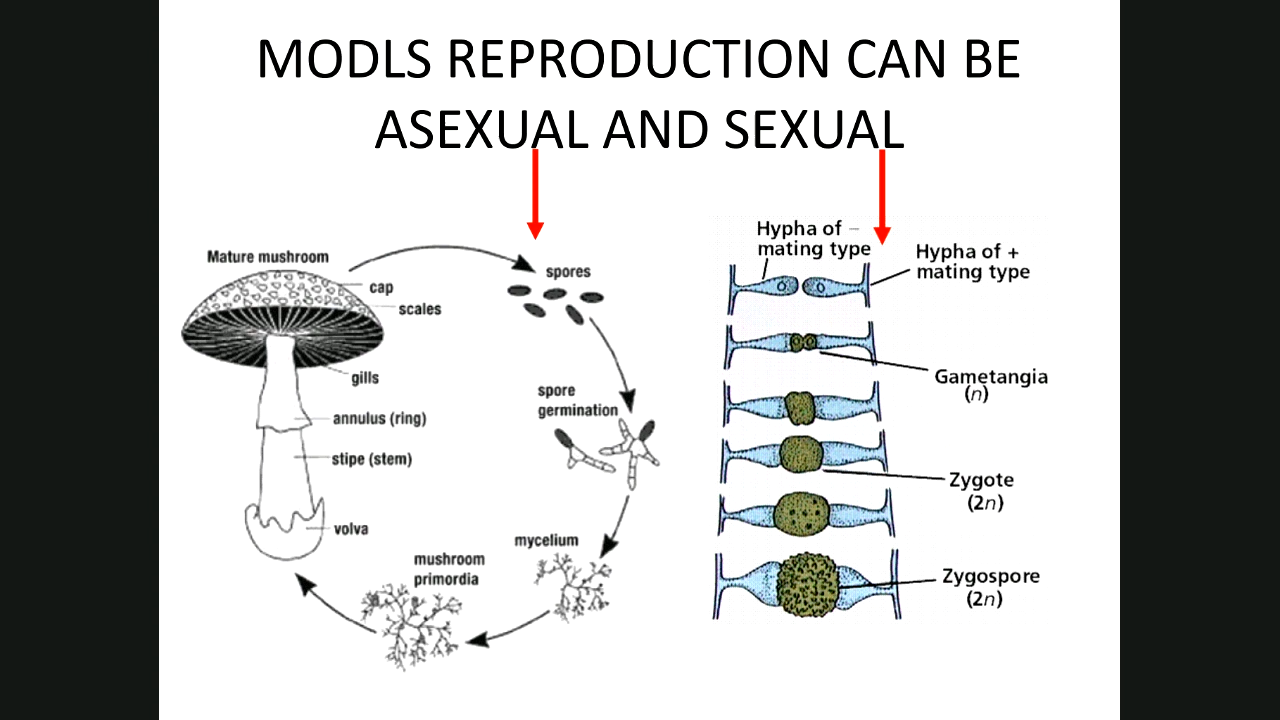 MODLS REPRODUCTION CAN BE
ASEXUAL AND SEXUAL
Mature mushroom
cap
scales
gills
annulus (ring)
stipe (stem)
volva
spores
spore
germination
mycelium
mushroom
primordia
Hypha of –
mating type
Hypha of +
mating type
Gametangia
(n)
Zygote
(2n)
Zygospore
(2n)